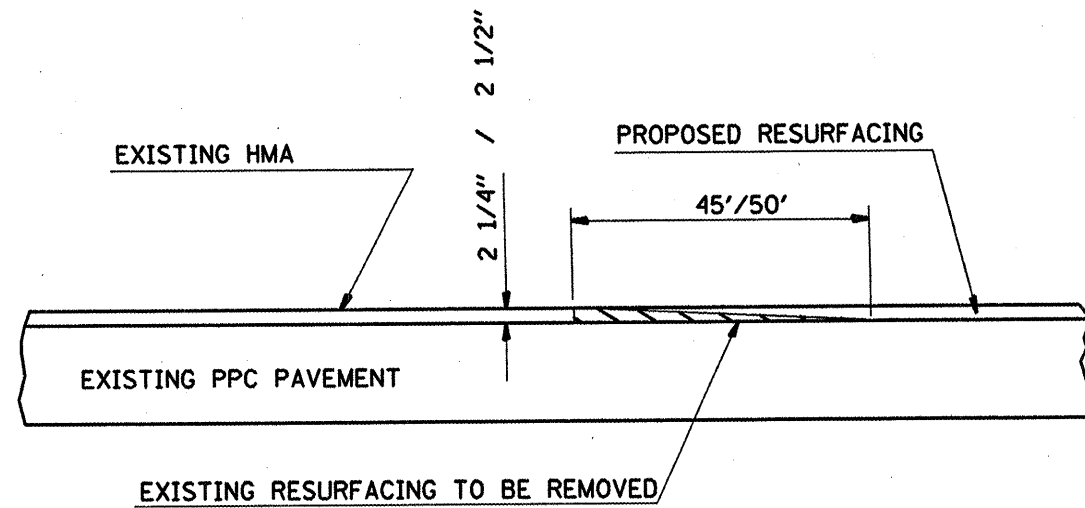 2 1/4" / 2 1/2"
EXISTING HMA
PROPOSED RESURFACING
45'/50'
EXISTING PPC PAVEMENT
EXISTING RESURFACING TO BE REMOVED